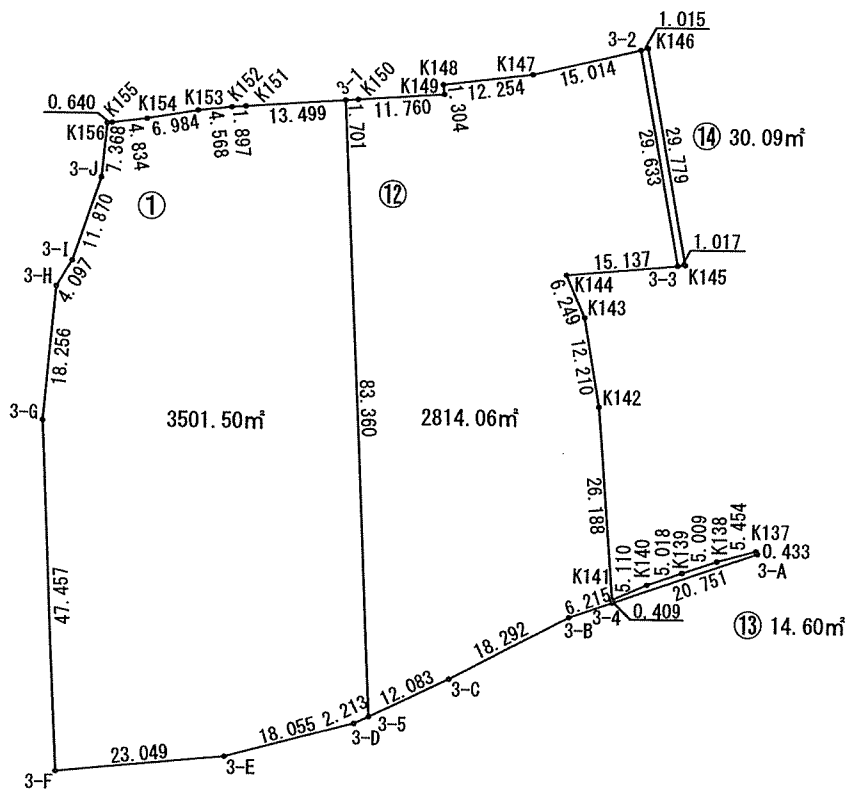 1.015
3-2
K146
K147
15.014
K148
12.254
3-1
K150
K149
1.304
11.760
1.701
K152
K151
13.499
K153
1.897
4.568
K155
K154
6.984
4.834
0.640
K156
7.368
3-J
29.633
29.779
⑭ 30.09㎡
①
⑫
11.870
3-I
3-H
4.097
1.017
15.137
3-3
K145
K144
6.249
K143
18.256
12.210
3-G
3501.50㎡
83.360
2814.06㎡
K142
26.188
47.457
K137
5.454
K138
5.009
K139
5.018
K140
5.110
K141
0.433
3-A
20.751
6.215
3-4
0.409
3-B
⑬ 14.60㎡
18.292
3-C
12.083
3-5
2.213
3-D
18.055
3-E
23.049
3-F